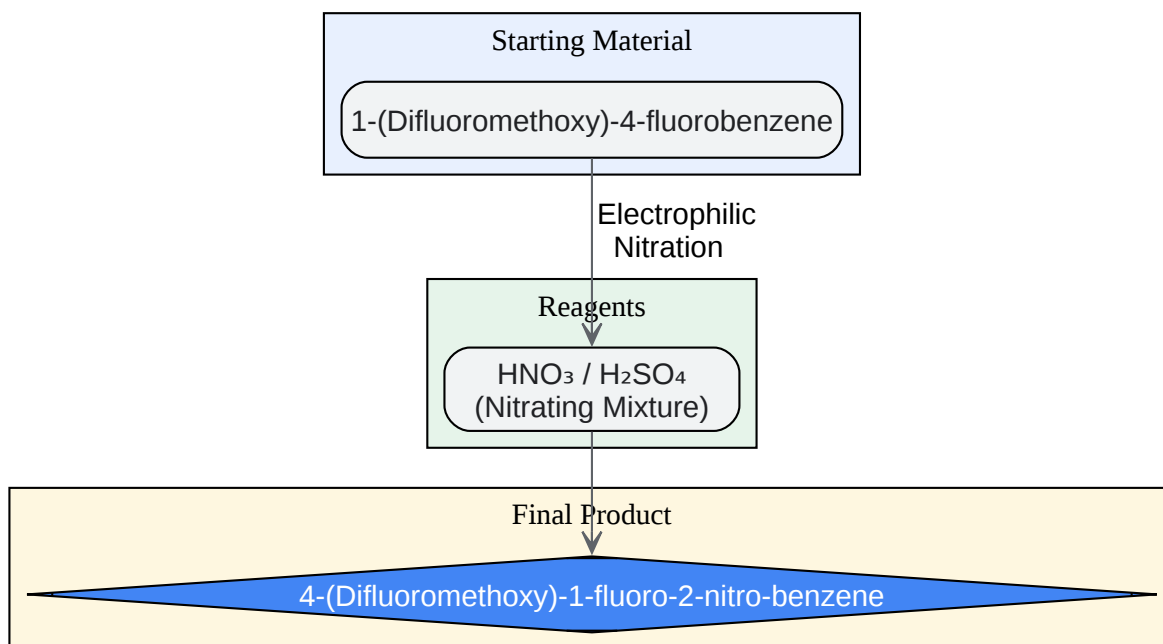 Starting Material
1-(Difluoromethoxy)-4-fluorobenzene
Electrophilic
Nitration
Reagents
HNO₃ / H₂SO₄
(Nitrating Mixture)
Final Product
4-(Difluoromethoxy)-1-fluoro-2-nitro-benzene